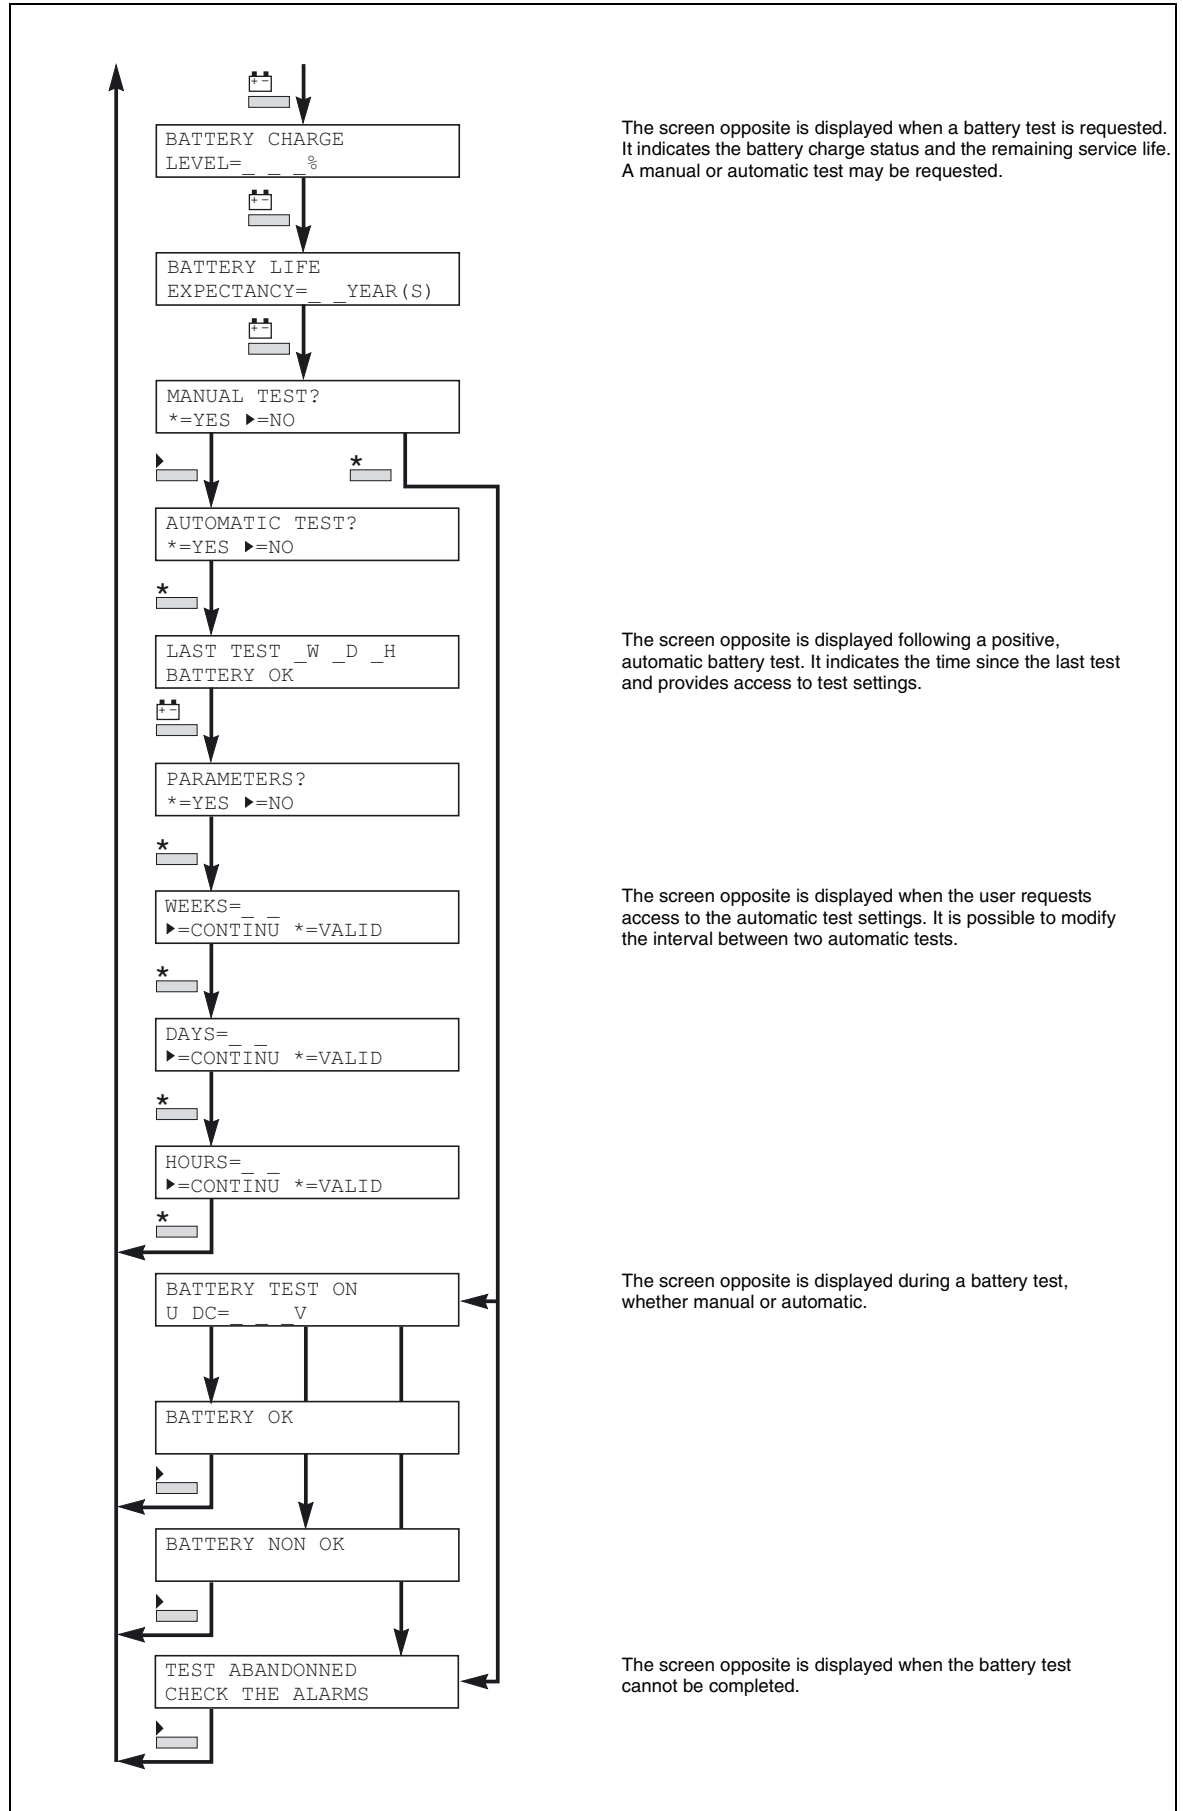 BATTERY CHARGE
LEVEL=_ _ _%
The screen opposite is displayed when a battery test is requested.
It indicates the battery charge status and the remaining service life.
A manual or automatic test may be requested.
BATTERY LIFE
EXPECTANCY=_ _YEAR(S)
MANUAL TEST?
*=YES ▶=NO
*
AUTOMATIC TEST?
*=YES ▶=NO
*
LAST TEST _W _D _H
BATTERY OK
The screen opposite is displayed following a positive,
automatic battery test. It indicates the time since the last test
and provides access to test settings.
PARAMETERS?
*=YES ▶=NO
*
WEEKS=_ _
▶=CONTINU *=VALID
The screen opposite is displayed when the user requests
access to the automatic test settings. It is possible to modify
the interval between two automatic tests.
*
DAYS=_ _
▶=CONTINU *=VALID
*
HOURS=_ _
▶=CONTINU *=VALID
*
BATTERY TEST ON
U DC=_ _ _V
The screen opposite is displayed during a battery test,
whether manual or automatic.
BATTERY OK
BATTERY NON OK
TEST ABANDONNED
CHECK THE ALARMS
The screen opposite is displayed when the battery test
cannot be completed.